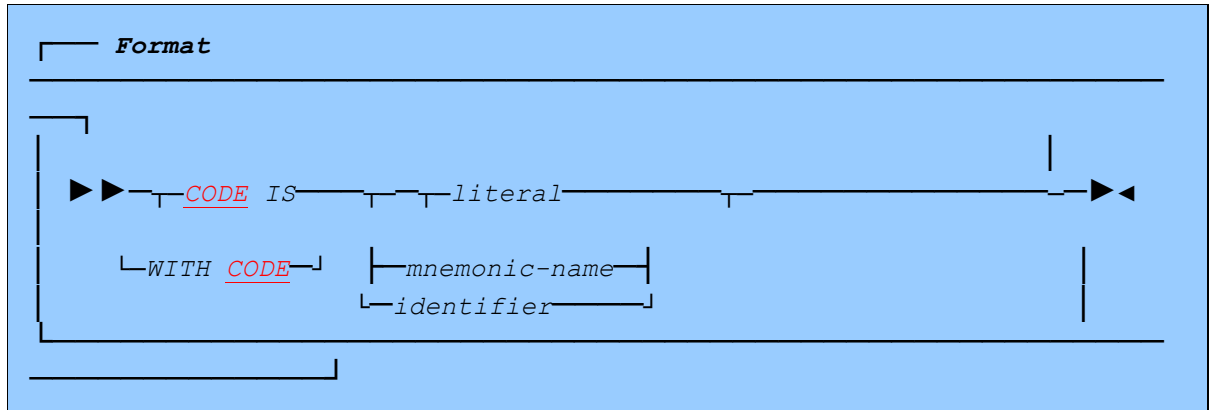 Format
CODE IS literal
WITH CODE mnemonic-name
identifier